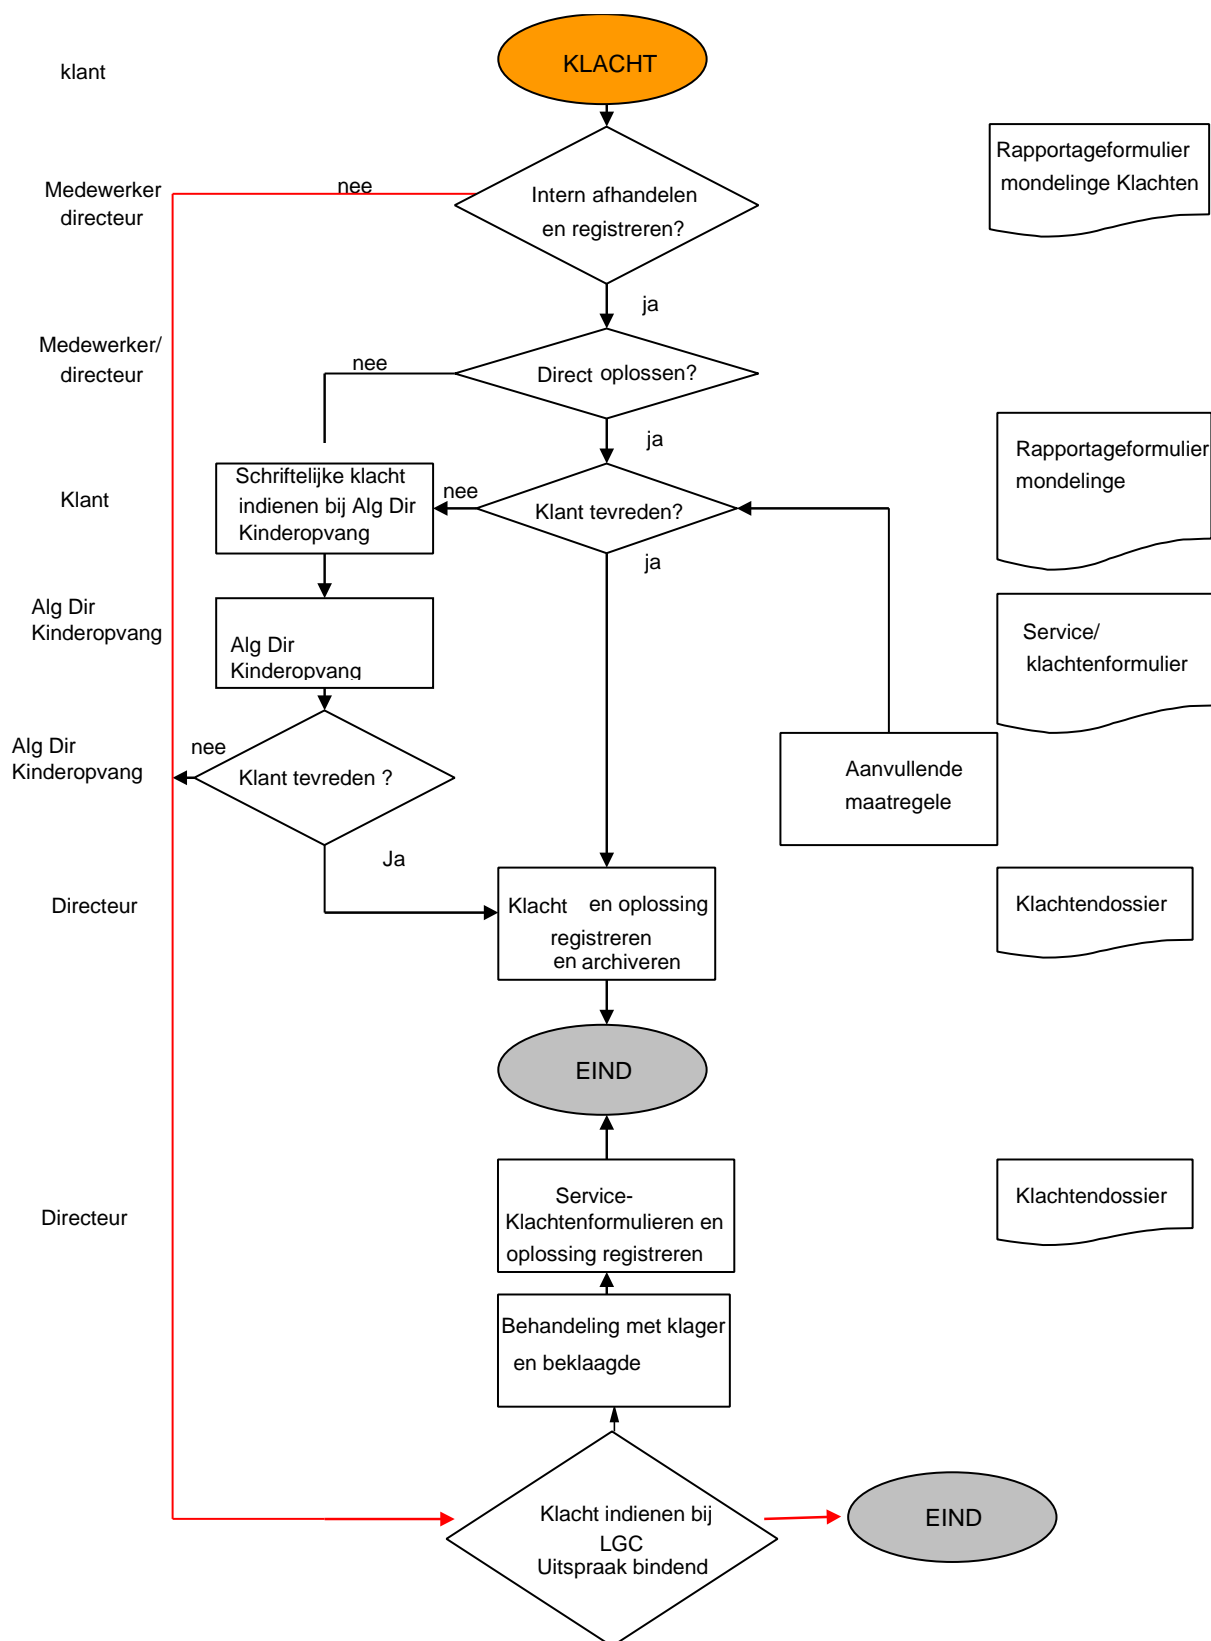 KLACHT
klant
Rapportageformulier
mondelinge Klachten
Medewerker
directeur
nee
Intern afhandelen
en registreren?
ja
Medewerker/
directeur
nee
Direct oplossen?
ja
Rapportageformulier
mondelinge
Klant
Schriftelijke klacht
indienen bij Alg Dir
Kinderopvang
nee
Klant tevreden?
ja
Alg Dir
Kinderopvang
Alg Dir
Kinderopvang
Service/
klachtenformulier
Alg Dir
Kinderopvang
nee
Klant tevreden ?
Aanvullende
maatregele
Ja
Directeur
Klacht en oplossing
registreren
en archiveren
Klachtendossier
EIND
Directeur
Service-
Klachtenformulieren en
oplossing registreren
Klachtendossier
Behandeling met klager
en beklaagde
Klacht indienen bij
LGC
Uitspraak bindend
EIND